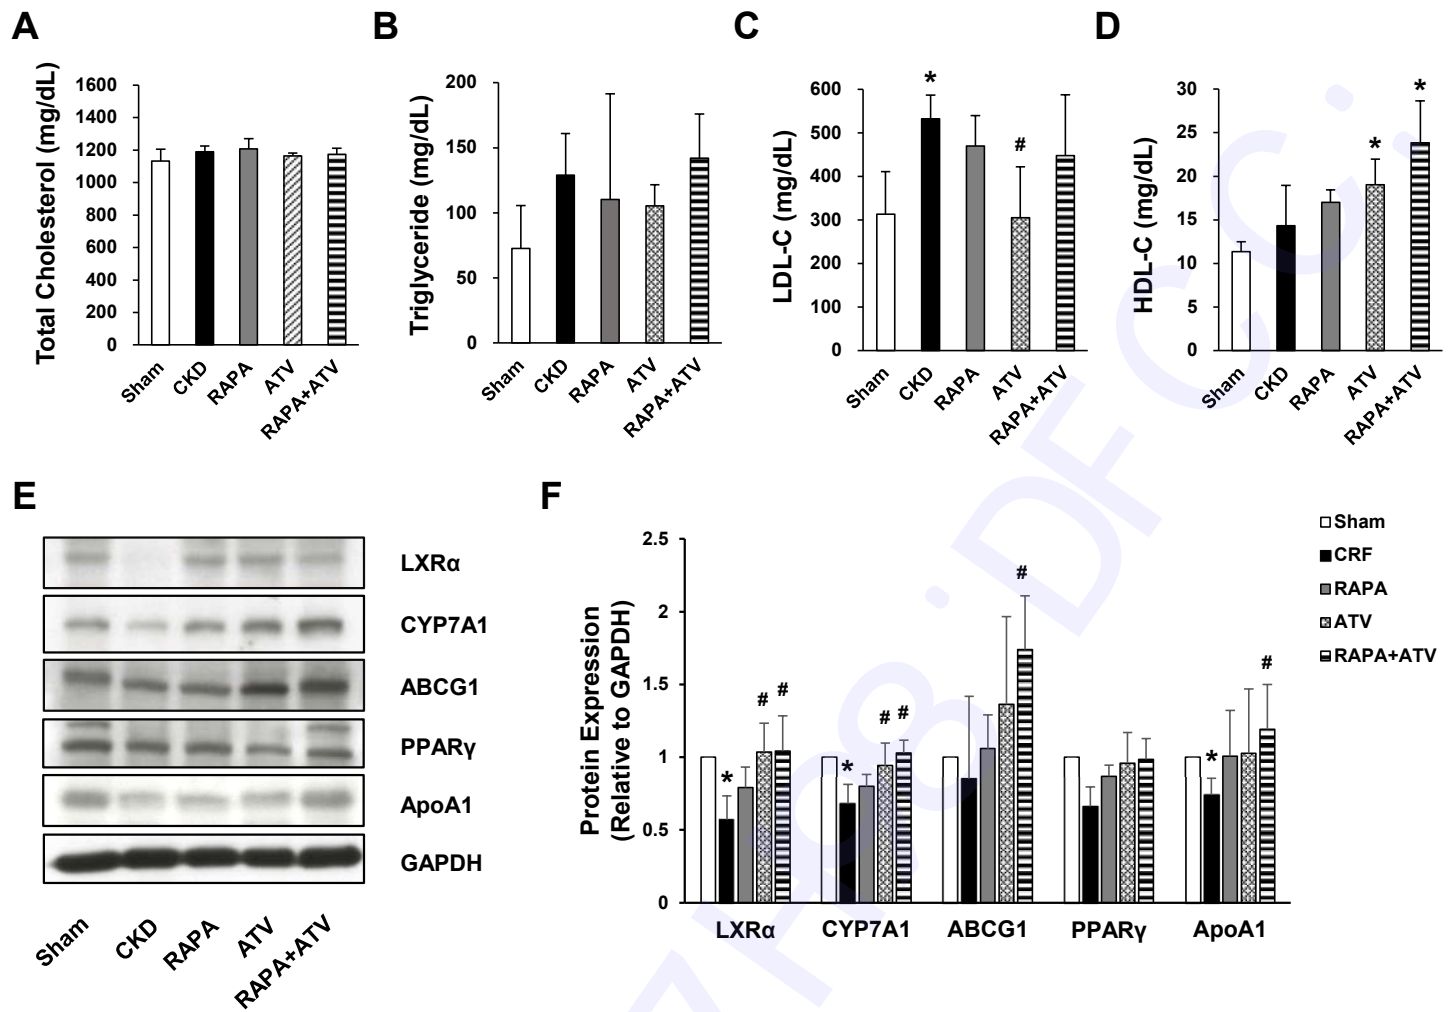 A
Total Cholesterol (mg/dL)
1600
1400
1200
1000
800
600
400
200
0
Sham
CKD
RAPA
ATV
RAPA+ATV
B
Triglyceride (mg/dL)
200
150
100
50
0
Sham
CKD
RAPA
ATV
RAPA+ATV
C
LDL-C (mg/dL)
600
500
400
300
200
100
0
*
#
Sham
CKD
RAPA
ATV
RAPA+ATV
D
HDL-C (mg/dL)
30
25
20
15
10
5
0
*
*
Sham
CKD
RAPA
ATV
RAPA+ATV
E
LXRα
CYP7A1
ABCG1
PPARγ
ApoA1
GAPDH
Sham
CKD
RAPA
ATV
RAPA+ATV
F
Protein Expression
(Relative to GAPDH)
2.5
2
1.5
1
0.5
0
*
#
#
*
#
#
#
*
#
LXRα
CYP7A1
ABCG1
PPARγ
ApoA1
Sham
CRF
RAPA
ATV
RAPA+ATV